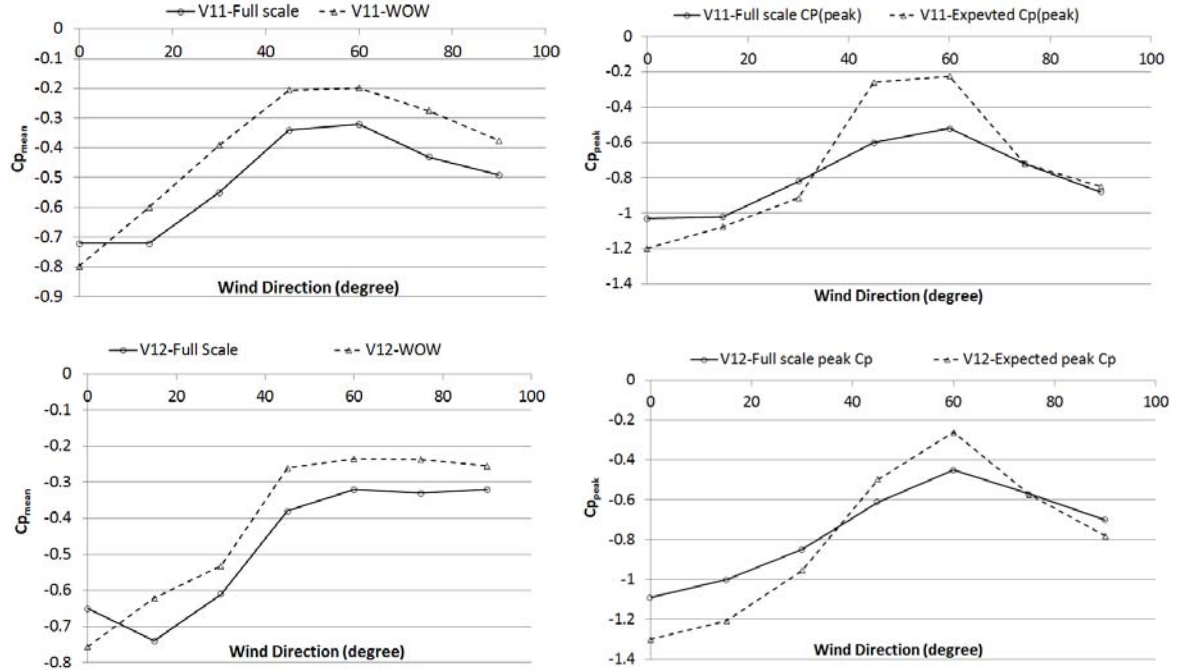 V11-Full scale V11-WOW
0
0 20 40 60 80 100
-0.1
-0.2
-0.3
-0.4
-0.5
-0.6
-0.7
-0.8
-0.9
Cpmean
Wind Direction (degree)
V11-Full scale CP(peak) V11-Expevted Cp(peak)
0
0 20 40 60 80 100
-0.2
-0.4
-0.6
-0.8
-1
-1.2
-1.4
Cppeak
Wind Direction (degree)
V12-Full Scale V12-WOW
0
0 20 40 60 80 100
-0.1
-0.2
-0.3
-0.4
-0.5
-0.6
-0.7
-0.8
Cpmean
Wind Direction (degree)
V12-Full scale peak Cp V12-Expected peak Cp
0
0 20 40 60 80 100
-0.2
-0.4
-0.6
-0.8
-1
-1.2
-1.4
Cppeak
Wind Direction (degree)